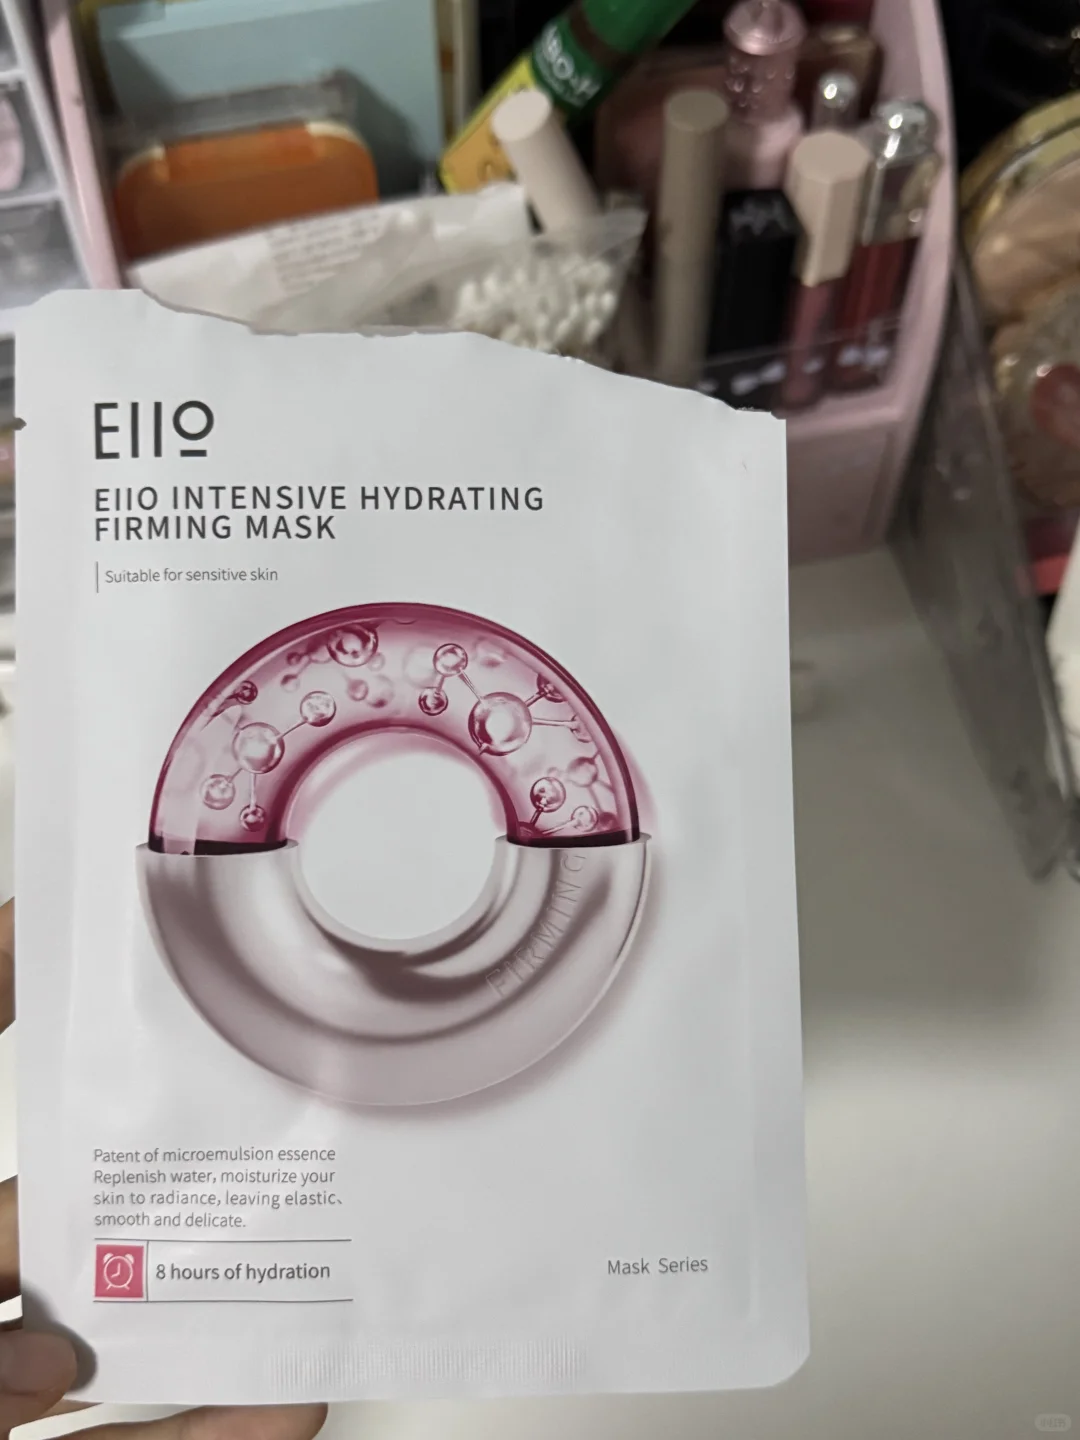 EIIO
EIIO INTENSIVE HYDRATING
FIRMING MASK
Suitable for sensitive skin
FIRMING
Patent of microemulsion essence
Replenish water, moisturize your
skin to radiance, leaving elastic、
smooth and delicate.
8 hours of hydration
Mask Series